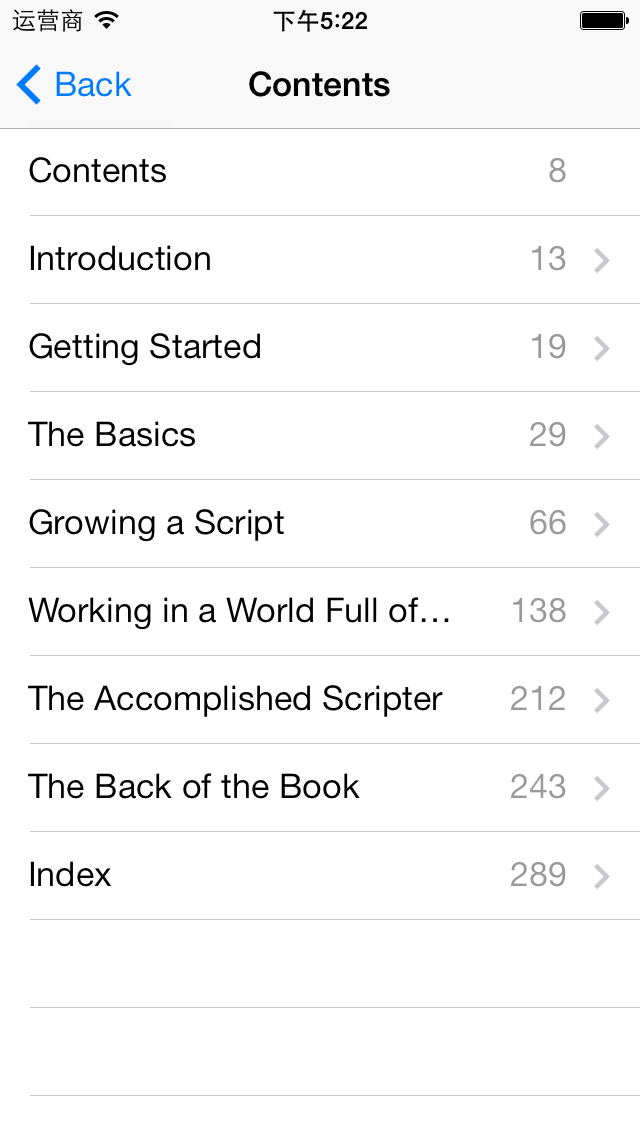 运营商 下午5:22
Back Contents
Contents 8
Introduction 13
Getting Started 19
The Basics 29
Growing a Script 66
Working in a World Full of… 138
The Accomplished Scripter 212
The Back of the Book 243
Index 289